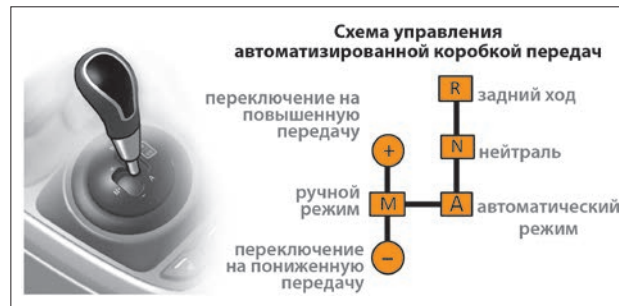 Схема управления
автоматизированной коробкой передач
переключение на
повышенную
передачу
R
задний ход
+
N
нейтраль
ручной
режим
M
A
автоматический
режим
переключение
на пониженную
передачу
–